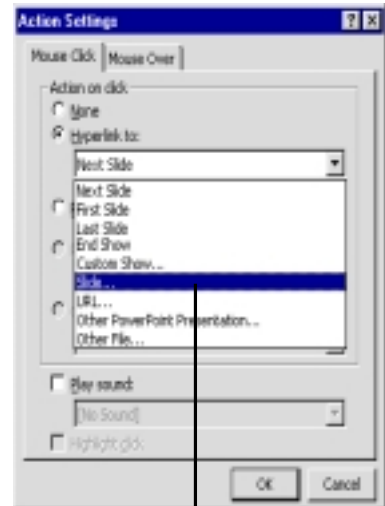 Action Settings
Mouse Click Mouse Over
Action on click
None
Hyperlink to:
Next Slide
Next Slide
First Slide
Last Slide
End Show
Custom Show...
Slide...
URL...
Other PowerPoint Presentation...
Other File...
Play sound:
[No Sound]
Highlight click
OK Cancel